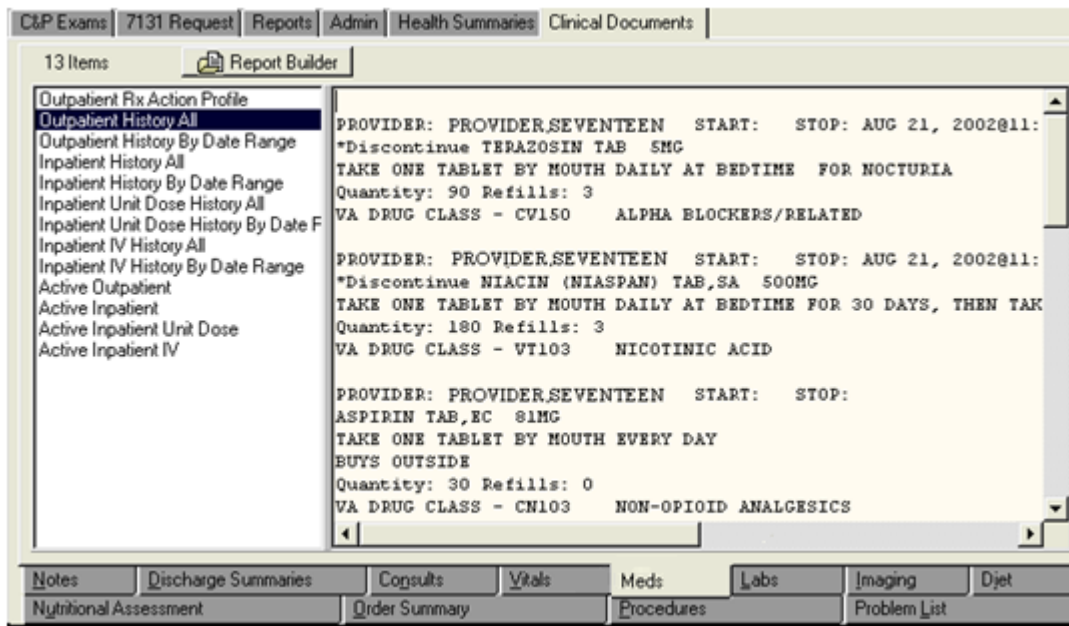 C&P Exams 7131 Request Reports Admin Health Summaries Clinical Documents
13 Items Report Builder
Outpatient Rx Action Profile
Outpatient History All
Outpatient History By Date Range
Inpatient History All
Inpatient History By Date Range
Inpatient Unit Dose History All
Inpatient Unit Dose History By Date F
Inpatient IV History All
Inpatient IV History By Date Range
Active Outpatient
Active Inpatient
Active Inpatient Unit Dose
Active Inpatient IV
PROVIDER: PROVIDER,SEVENTEEN START: STOP: AUG 21, 2002@11:
*Discontinue TERAZOSIN TAB 5MG
TAKE ONE TABLET BY MOUTH DAILY AT BEDTIME FOR NOCTURIA
Quantity: 90 Refills: 3
VA DRUG CLASS - CV150 ALPHA BLOCKERS/RELATED
PROVIDER: PROVIDER,SEVENTEEN START: STOP: AUG 21, 2002@11:
*Discontinue NIACIN (NIASPAN) TAB,SA 500MG
TAKE ONE TABLET BY MOUTH DAILY AT BEDTIME FOR 30 DAYS, THEN TAK
Quantity: 180 Refills: 3
VA DRUG CLASS - VT103 NICOTINIC ACID
PROVIDER: PROVIDER,SEVENTEEN START: STOP:
ASPIRIN TAB,EC 81MG
TAKE ONE TABLET BY MOUTH EVERY DAY
BUYS OUTSIDE
Quantity: 30 Refills: 0
VA DRUG CLASS - CN103 NON-OPIOID ANALGESICS
Notes Discharge Summaries Consults Vitals Meds Labs Imaging Diet
Nutritional Assessment Order Summary Procedures Problem List